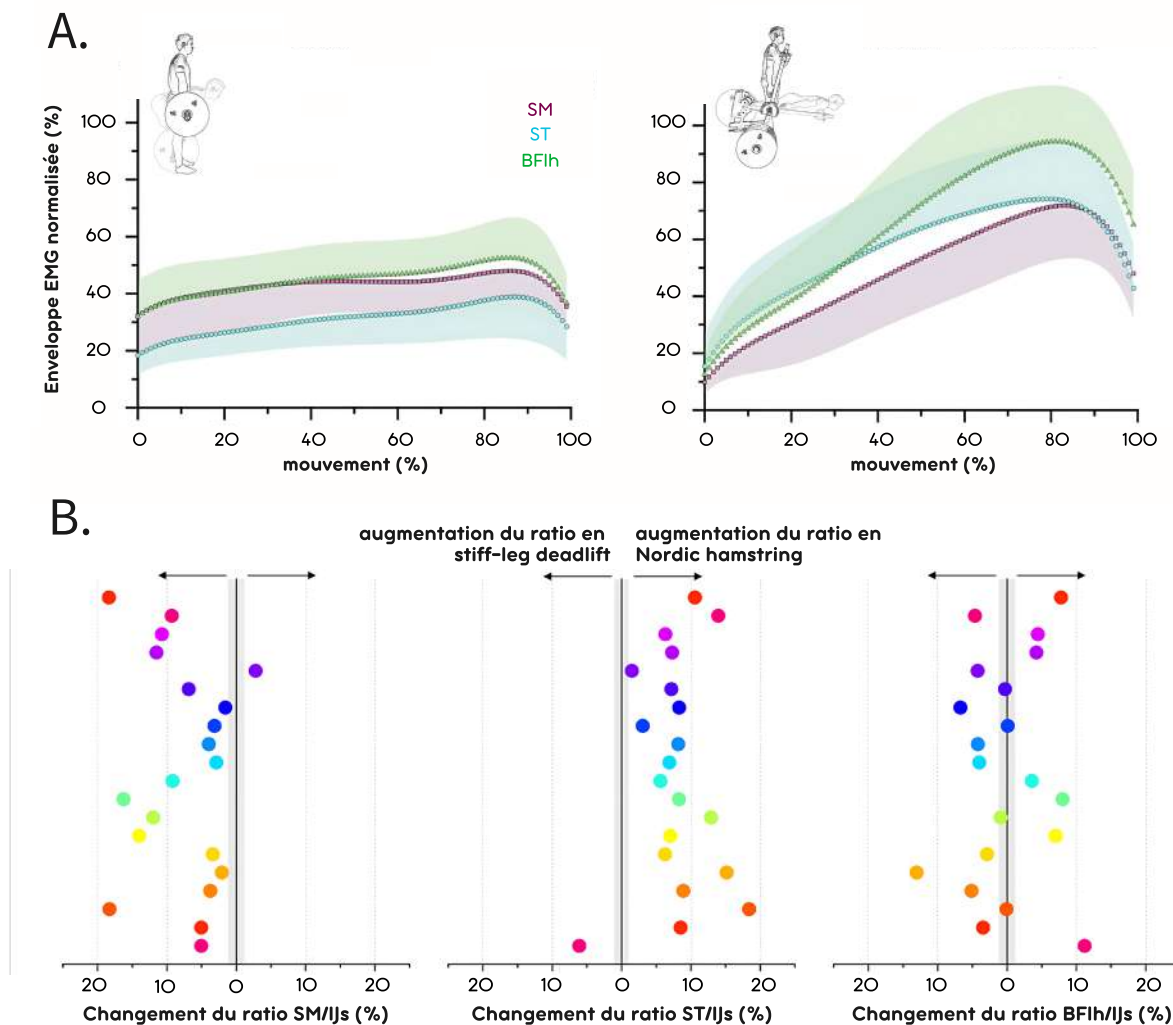 A.
Enveloppe EMG normalisée (%)
100
80
60
40
20
0
0 20 40 60 80 100
mouvement (%)
SM
ST
BFlh
100
80
60
40
20
0
0 20 40 60 80 100
mouvement (%)
B.
augmentation du ratio en
stiff-leg deadlift
augmentation du ratio en
Nordic hamstring
20 10 0 10 20
Changement du ratio SM/IJs (%)
20 10 0 10 20
Changement du ratio ST/IJs (%)
20 10 0 10 20
Changement du ratio BFlh/IJs (%)